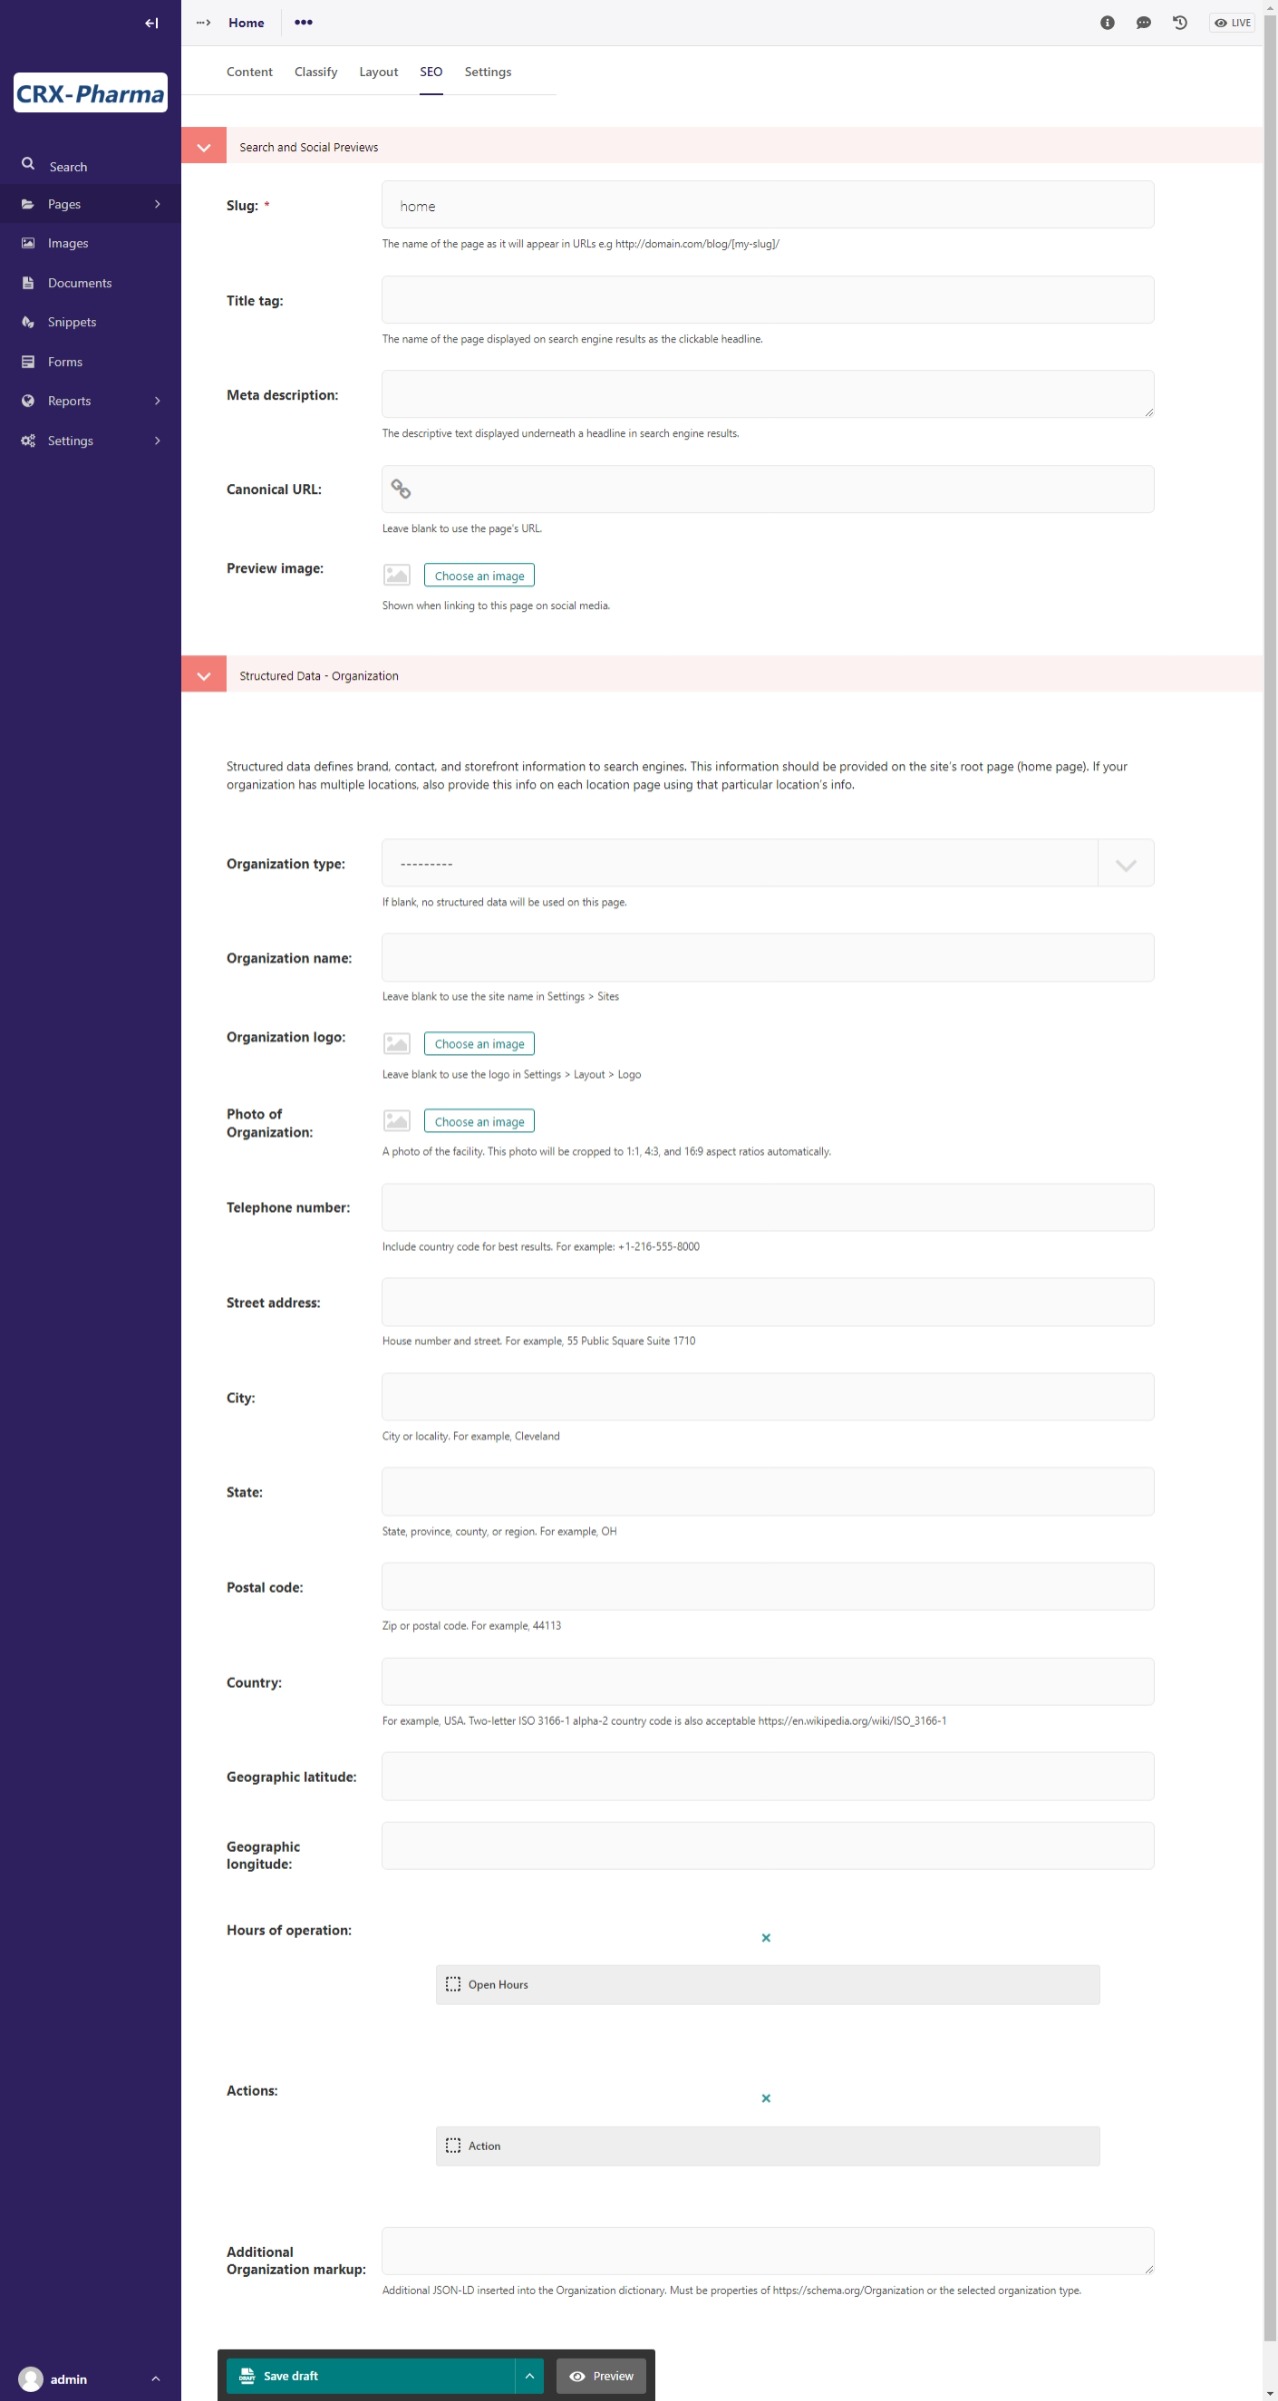 Home
LIVE
CRX-Pharma
Search
Pages
Images
Documents
Snippets
Forms
Reports
Settings
Content Classify Layout SEO Settings
Search and Social Previews
Slug: *
home
The name of the page as it will appear in URLs e.g http://domain.com/blog/[my-slug]/
Title tag:
The name of the page displayed on search engine results as the clickable headline.
Meta description:
The descriptive text displayed underneath a headline in search engine results.
Canonical URL:
Leave blank to use the page's URL.
Preview image:
Choose an image
Shown when linking to this page on social media.
Structured Data - Organization
Structured data defines brand, contact, and storefront information to search engines. This information should be provided on the site's root page (home page). If your
organization has multiple locations, also provide this info on each location page using that particular location's info.
Organization type:
---------
If blank, no structured data will be used on this page.
Organization name:
Leave blank to use the site name in Settings > Sites
Organization logo:
Choose an image
Leave blank to use the logo in Settings > Layout > Logo
Photo of
Organization:
Choose an image
A photo of the facility. This photo will be cropped to 1:1, 4:3, and 16:9 aspect ratios automatically.
Telephone number:
Include country code for best results. For example: +1-216-555-8000
Street address:
House number and street. For example, 55 Public Square Suite 1710
City:
City or locality. For example, Cleveland
State:
State, province, county, or region. For example, OH
Postal code:
Zip or postal code. For example, 44113
Country:
For example, USA. Two-letter ISO 3166-1 alpha-2 country code is also acceptable https://en.wikipedia.org/wiki/ISO_3166-1
Geographic latitude:
Geographic
longitude:
Hours of operation:
Open Hours
Actions:
Action
Additional
Organization markup:
Additional JSON-LD inserted into the Organization dictionary. Must be properties of https://schema.org/Organization or the selected organization type.
admin
DRAFT
Save draft
Preview